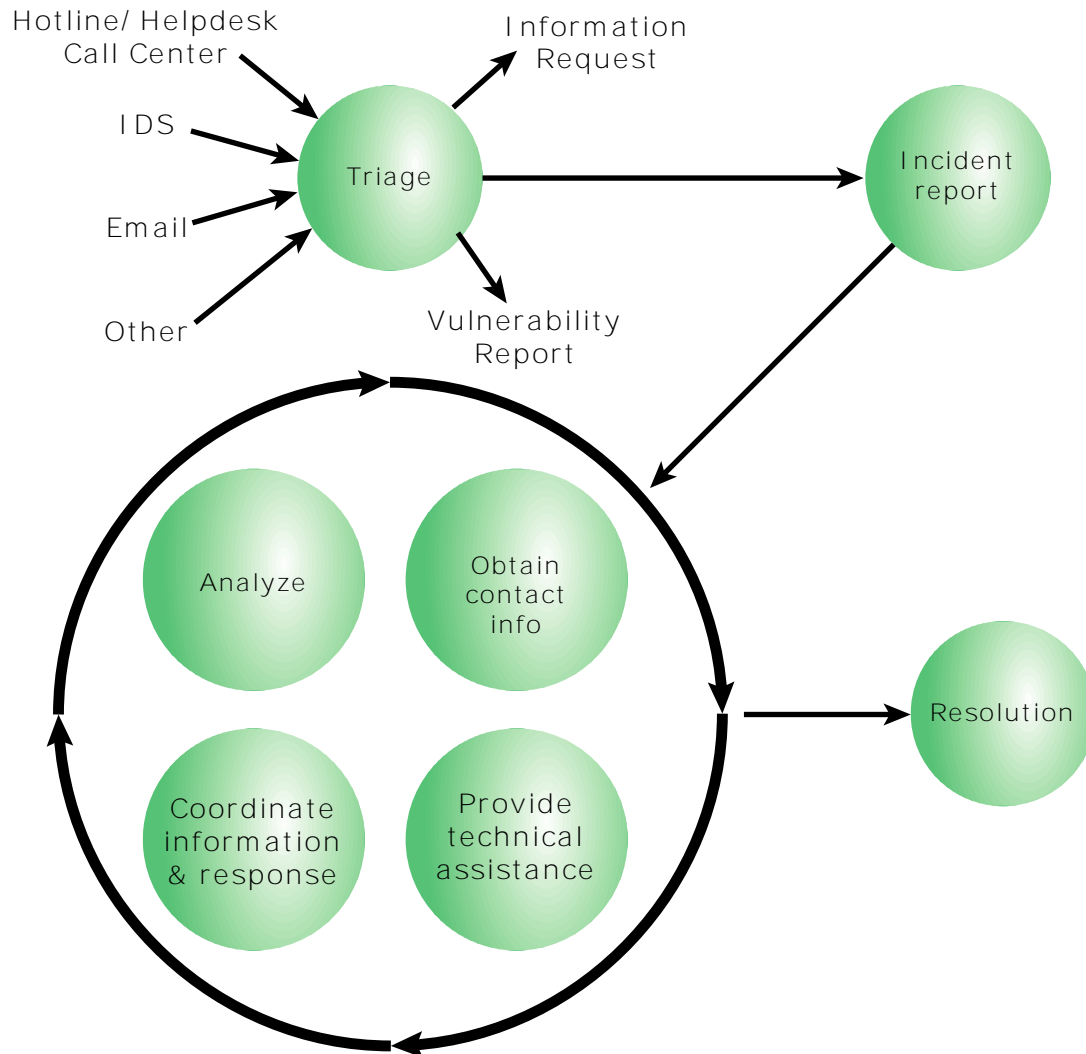 Hotline/ Helpdesk
Call Center
Information
Request
IDS
Triage
Incident
report
Email
Other
Vulnerability
Report
Analyze
Obtain
contact
info
Resolution
Coordinate
information
& response
Provide
technical
assistance